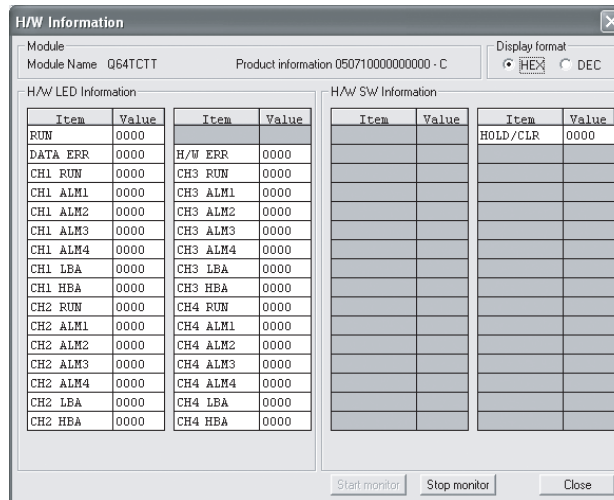 H/W Information
Module
Module Name Q64TCTT Product information 050710000000000 - C
Display format
HEX DEC
H/W LED Information
H/W SW Information
Item Value Item Value Item Value Item Value
RUN 0000 HOLD/CLR 0000
DATA ERR 0000 H/W ERR 0000
CH1 RUN 0000 CH3 RUN 0000
CH1 ALM1 0000 CH3 ALM1 0000
CH1 ALM2 0000 CH3 ALM2 0000
CH1 ALM3 0000 CH3 ALM3 0000
CH1 ALM4 0000 CH3 ALM4 0000
CH1 LBA 0000 CH3 LBA 0000
CH1 HBA 0000 CH3 HBA 0000
CH2 RUN 0000 CH4 RUN 0000
CH2 ALM1 0000 CH4 ALM1 0000
CH2 ALM2 0000 CH4 ALM2 0000
CH2 ALM3 0000 CH4 ALM3 0000
CH2 ALM4 0000 CH4 ALM4 0000
CH2 LBA 0000 CH4 LBA 0000
CH2 HBA 0000 CH4 HBA 0000
Start monitor Stop monitor Close